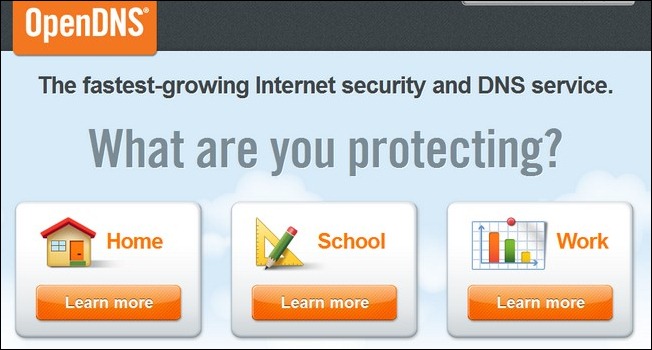 OpenDNS®
The fastest-growing Internet security and DNS service.
What are you protecting?
Home
School
Work
Learn more
Learn more
Learn more